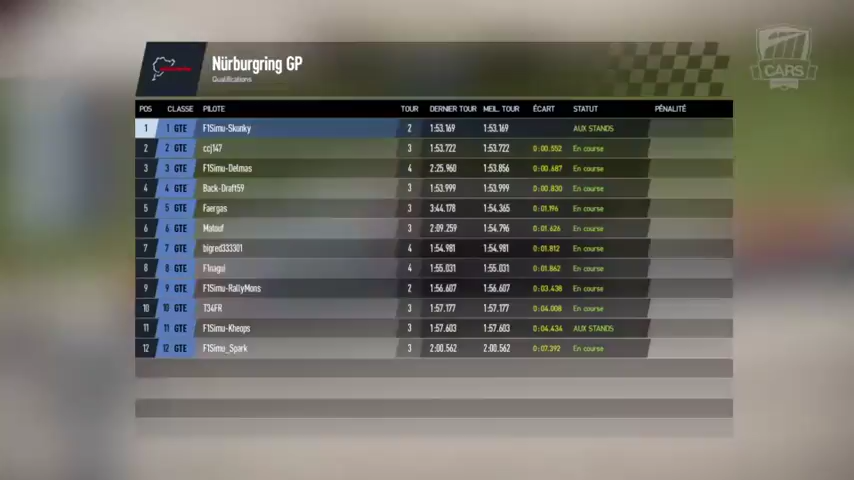 CARS
Nürburgring GP
Qualifications
POS CLASSE PILOTE TOUR DERNIER TOUR MEIL. TOUR ÉCART STATUT PÉNALITÉ
1 1 GTE F1Simu-Skunky 2 1:53.169 1:53.169 AUX STANDS
2 2 GTE ccj147 3 1:53.722 1:53.722 0:00.552 En course
3 3 GTE F1Simu-Delmas 4 2:25.960 1:53.856 0:00.687 En course
4 4 GTE Back-Draft59 3 1:53.999 1:53.999 0:00.830 En course
5 5 GTE Faergas 3 3:44.178 1:54.365 0:01.196 En course
6 6 GTE Matouf 3 2:09.259 1:54.796 0:01.626 En course
7 7 GTE bigred333301 4 1:54.981 1:54.981 0:01.812 En course
8 8 GTE F1nagui 4 1:55.031 1:55.031 0:01.862 En course
9 9 GTE F1Simu-RallyMons 2 1:56.607 1:56.607 0:03.438 En course
10 10 GTE T34FR 3 1:57.177 1:57.177 0:04.008 En course
11 11 GTE F1Simu-Kheops 3 1:57.603 1:57.603 0:04.434 AUX STANDS
12 12 GTE F1Simu_Spark 3 2:00.562 2:00.562 0:07.392 En course